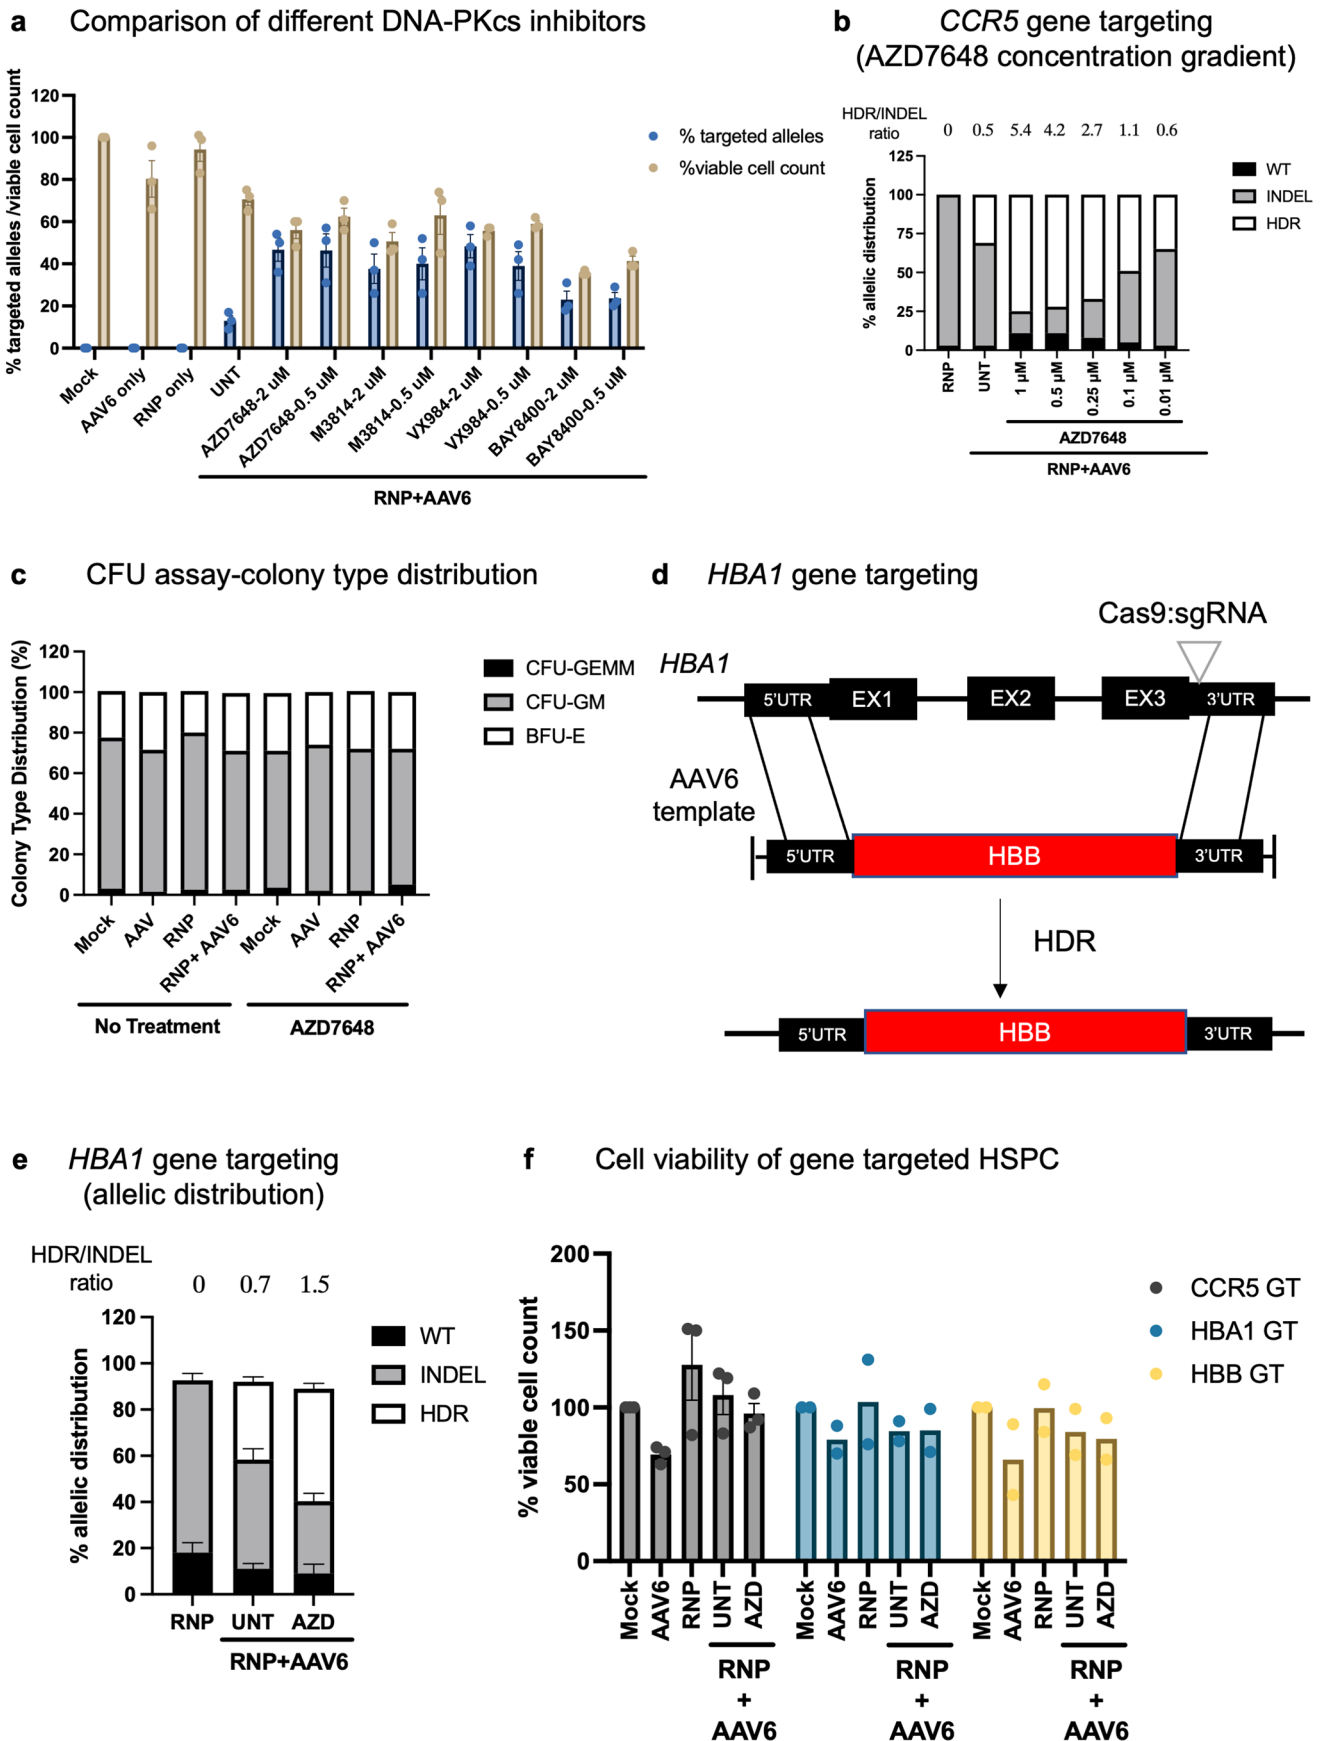 a Comparison of different DNA-PKcs inhibitors
% targeted alleles /viable cell count
120
100
80
60
40
20
0
% targeted alleles
%viable cell count
Mock
AAV6 only
RNP only
UNT
AZD7648-2 uM
AZD7648-0.5 uM
M3814-2 uM
M3814-0.5 uM
VX984-2 uM
VX984-0.5 uM
BAY8400-2 uM
BAY8400-0.5 uM
RNP+AAV6
b CCR5 gene targeting
(AZD7648 concentration gradient)
HDR/INDEL
ratio 0 0.5 5.4 4.2 2.7 1.1 0.6
% allelic distribution
125
100
75
50
25
0
WT
INDEL
HDR
RNP
UNT
1 µM
0.5 µM
0.25 µM
0.1 µM
0.01 µM
AZD7648
RNP+AAV6
c CFU assay-colony type distribution
Colony Type Distribution (%)
120
100
80
60
40
20
0
CFU-GEMM
CFU-GM
BFU-E
Mock
AAV
RNP
RNP+ AAV6
Mock
AAV
RNP
RNP+ AAV6
No Treatment
AZD7648
d HBA1 gene targeting
Cas9:sgRNA
HBA1
5'UTR EX1 EX2 EX3 3'UTR
AAV6
template
5'UTR HBB 3'UTR
HDR
5'UTR HBB 3'UTR
e HBA1 gene targeting
(allelic distribution)
HDR/INDEL
ratio 0 0.7 1.5
% allelic distribution
120
100
80
60
40
20
0
WT
INDEL
HDR
RNP UNT AZD
RNP+AAV6
f Cell viability of gene targeted HSPC
% viable cell count
200
150
100
50
0
CCR5 GT
HBA1 GT
HBB GT
Mock
AAV6
RNP
UNT
AZD
Mock
AAV6
RNP
UNT
AZD
Mock
AAV6
RNP
UNT
AZD
RNP
+
AAV6
RNP
+
AAV6
RNP
+
AAV6